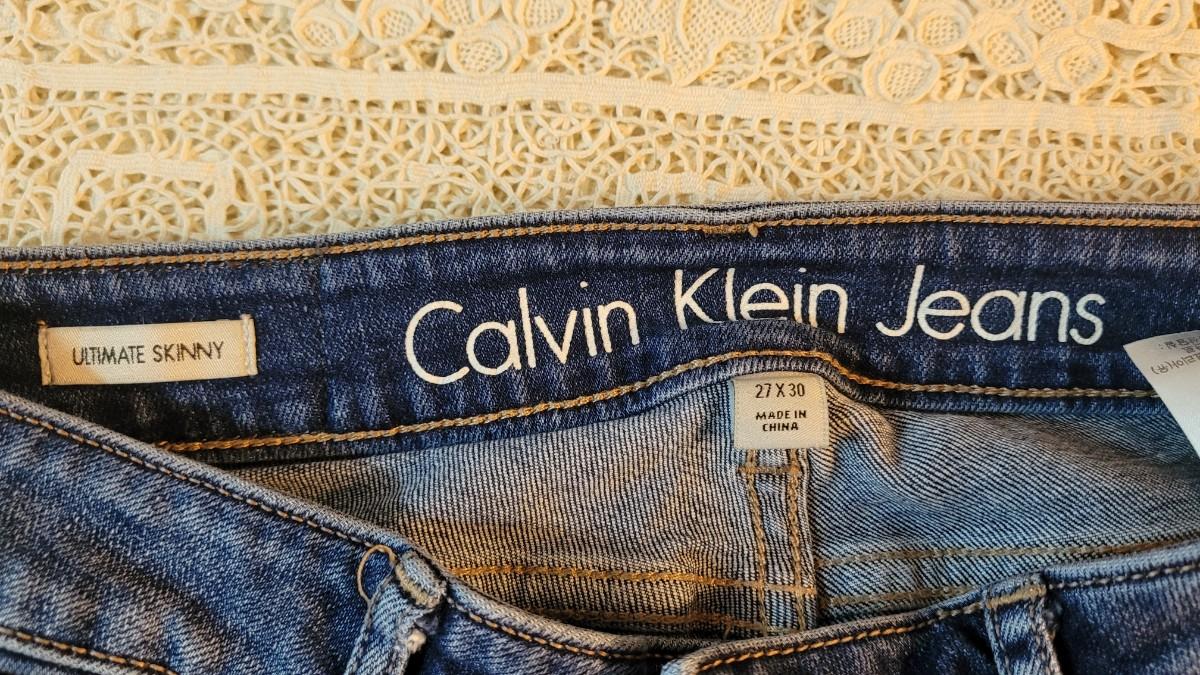 Calvin Klein Jeans
ULTIMATE SKINNY
27 X 30
MADE IN
CHINA